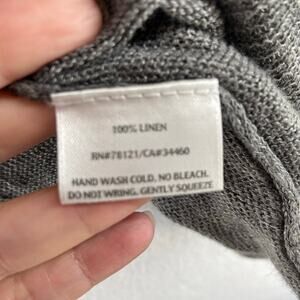 100% LINEN
RN#78121/CA#34460
HAND WASH COLD. NO BLEACH.
DO NOT WRING. GENTLY SQUEEZE